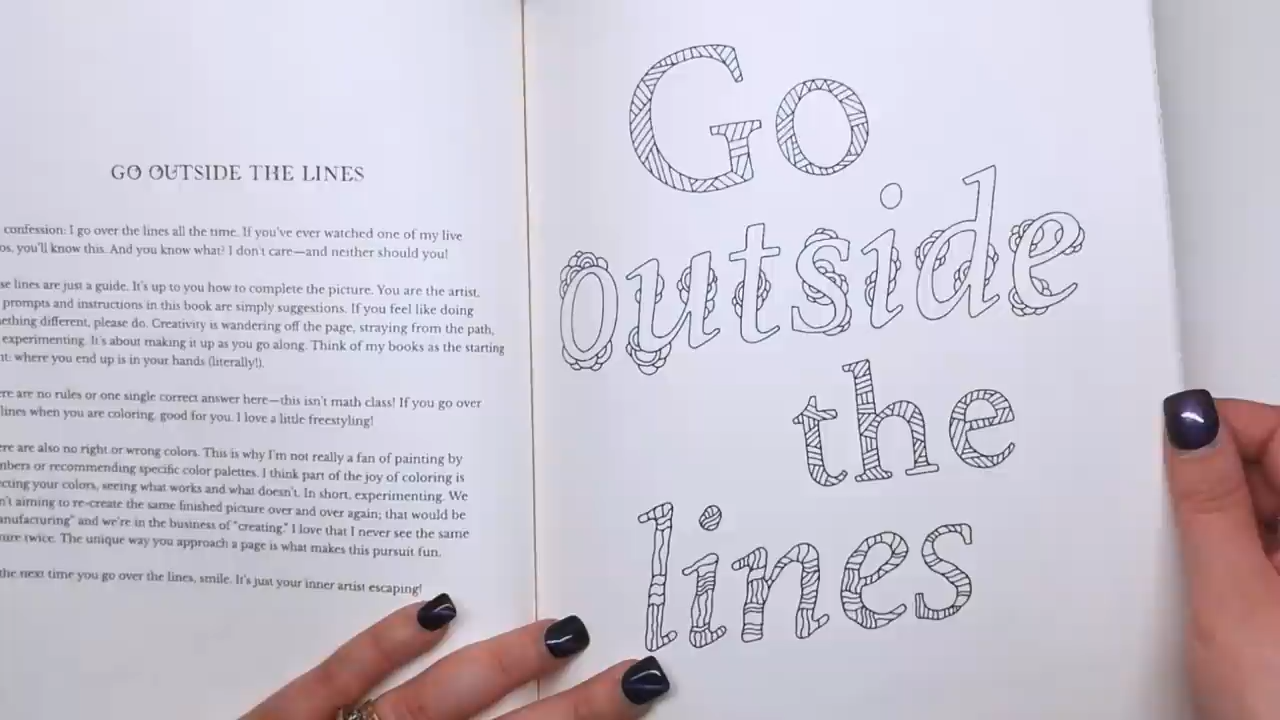 GO OUTSIDE THE LINES
confession: I go over the lines all the time. If you've ever watched one of my live
you'll know this. And you know what? I don't care—and neither should you!
lines are just a guide. It's up to you how to complete the picture. You are the artist.
prompts and instructions in this book are simply suggestions. If you feel like doing
different, please do. Creativity is wandering off the page, straying from the path,
experimenting. It's about making it up as you go along. Think of my books as the starting
where you end up is in your hands (literally!).
are no rules or one single correct answer here—this isn't math class! If you go over
lines when you are coloring, good for you. I love a little freestyling!
are also no right or wrong colors. This is why I'm not really a fan of painting by
or recommending specific color palettes. I think part of the joy of coloring is
your colors, seeing what works and what doesn't. In short, experimenting. We
aiming to re-create the same finished picture over and over again; that would be
and we're in the business of "creating." I love that I never see the same
twice. The unique way you approach a page is what makes this pursuit fun.
the next time you go over the lines, smile. It's just your inner artist escaping!
Go
outside
the
lines